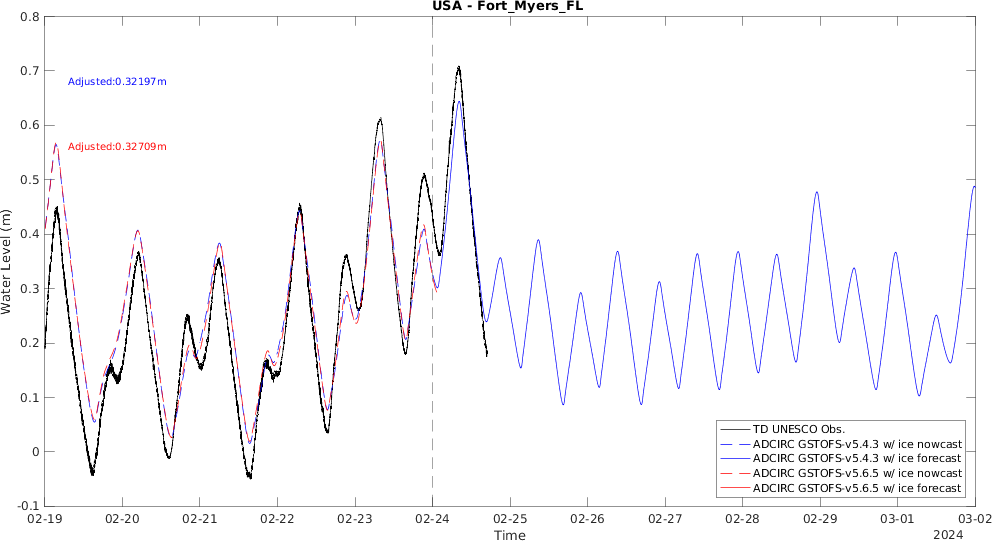 USA - Fort_Myers_FL
0.8
0.7
0.6
0.5
0.4
0.3
0.2
0.1
0
-0.1
Water Level (m)
Adjusted:0.32197m
Adjusted:0.32709m
TD UNESCO Obs.
ADCIRC GSTOFS-v5.4.3 w/ ice nowcast
ADCIRC GSTOFS-v5.4.3 w/ ice forecast
ADCIRC GSTOFS-v5.6.5 w/ ice nowcast
ADCIRC GSTOFS-v5.6.5 w/ ice forecast
02-19 02-20 02-21 02-22 02-23 02-24 02-25 02-26 02-27 02-28 02-29 03-01 03-02
Time
2024